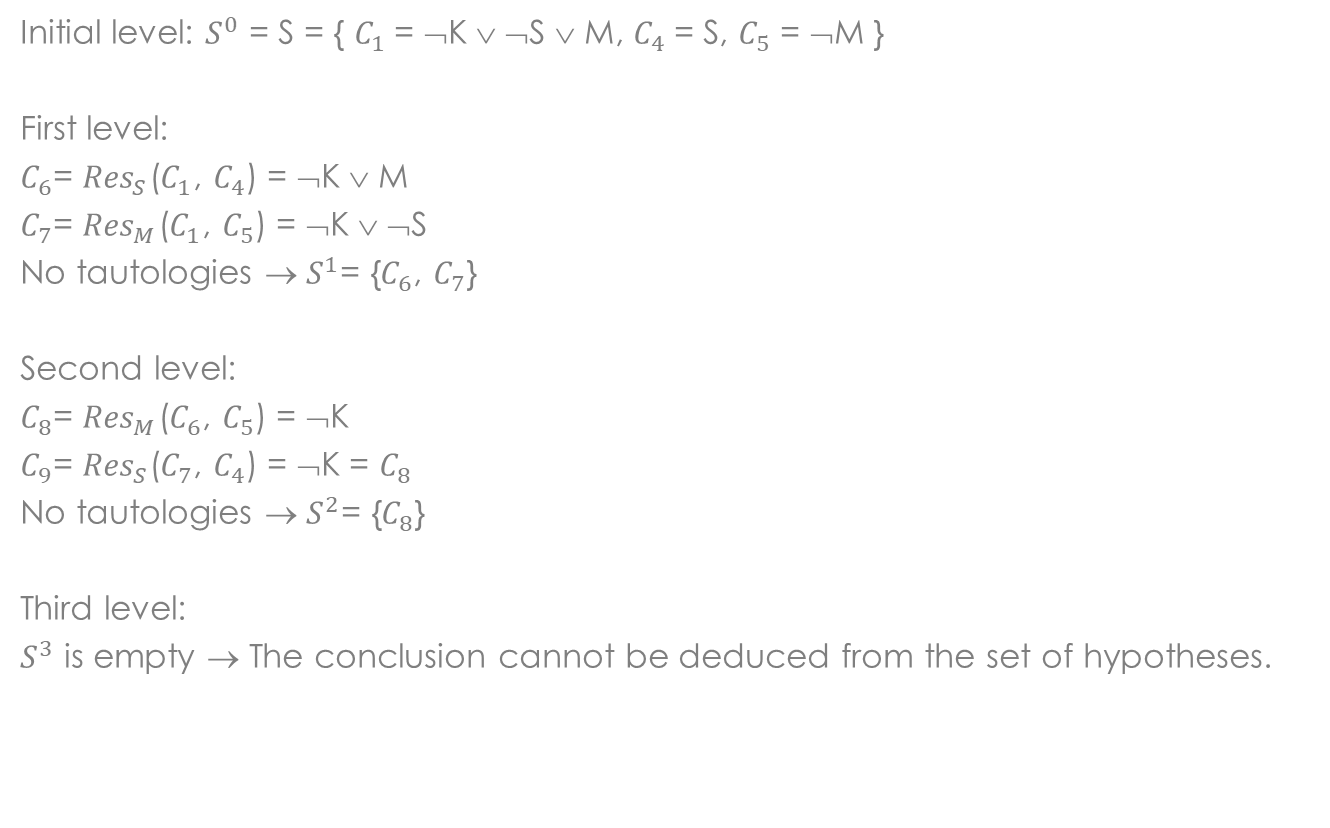 Initial level: S⁰ = S = { C₁ = ¬K ∨ ¬S ∨ M, C₄ = S, C₅ = ¬M }
First level:
C₆= Res_S (C₁, C₄) = ¬K ∨ M
C₇= Res_M (C₁, C₅) = ¬K ∨ ¬S
No tautologies → S¹= {C₆, C₇}
Second level:
C₈= Res_M (C₆, C₅) = ¬K
C₉= Res_S (C₇, C₄) = ¬K = C₈
No tautologies → S²= {C₈}
Third level:
S³ is empty → The conclusion cannot be deduced from the set of hypotheses.